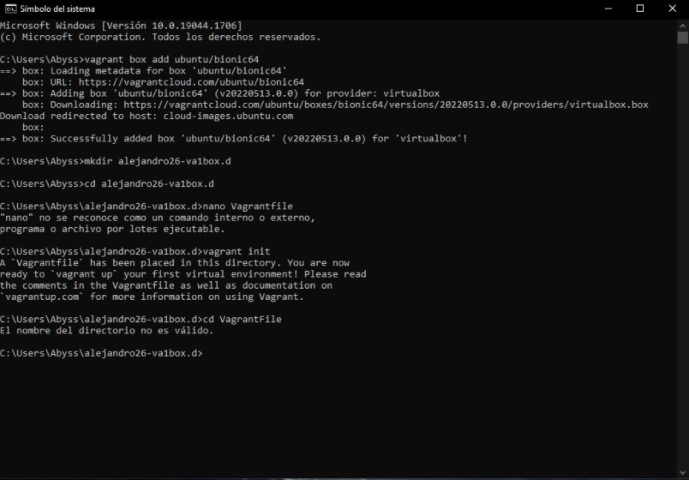 Símbolo del sistema
Microsoft Windows [Versión 10.0.19044.1706]
(c) Microsoft Corporation. Todos los derechos reservados.
C:\Users\Abyss>vagrant box add ubuntu/bionic64
==> box: Loading metadata for box 'ubuntu/bionic64'
    box: URL: https://vagrantcloud.com/ubuntu/bionic64
==> box: Adding box 'ubuntu/bionic64' (v20220513.0.0) for provider: virtualbox
    box: Downloading: https://vagrantcloud.com/ubuntu/boxes/bionic64/versions/20220513.0.0/providers/virtualbox.box
Download redirected to host: cloud-images.ubuntu.com
    box:
==> box: Successfully added box 'ubuntu/bionic64' (v20220513.0.0) for 'virtualbox'!
C:\Users\Abyss>mkdir alejandro26-va1box.d
C:\Users\Abyss>cd alejandro26-va1box.d
C:\Users\Abyss\alejandro26-va1box.d>nano Vagrantfile
"nano" no se reconoce como un comando interno o externo,
programa o archivo por lotes ejecutable.
C:\Users\Abyss\alejandro26-va1box.d>vagrant init
A `Vagrantfile` has been placed in this directory. You are now
ready to `vagrant up` your first virtual environment! Please read
the comments in the Vagrantfile as well as documentation on
`vagrantup.com` for more information on using Vagrant.
C:\Users\Abyss\alejandro26-va1box.d>cd VagrantFile
El nombre del directorio no es válido.
C:\Users\Abyss\alejandro26-va1box.d>